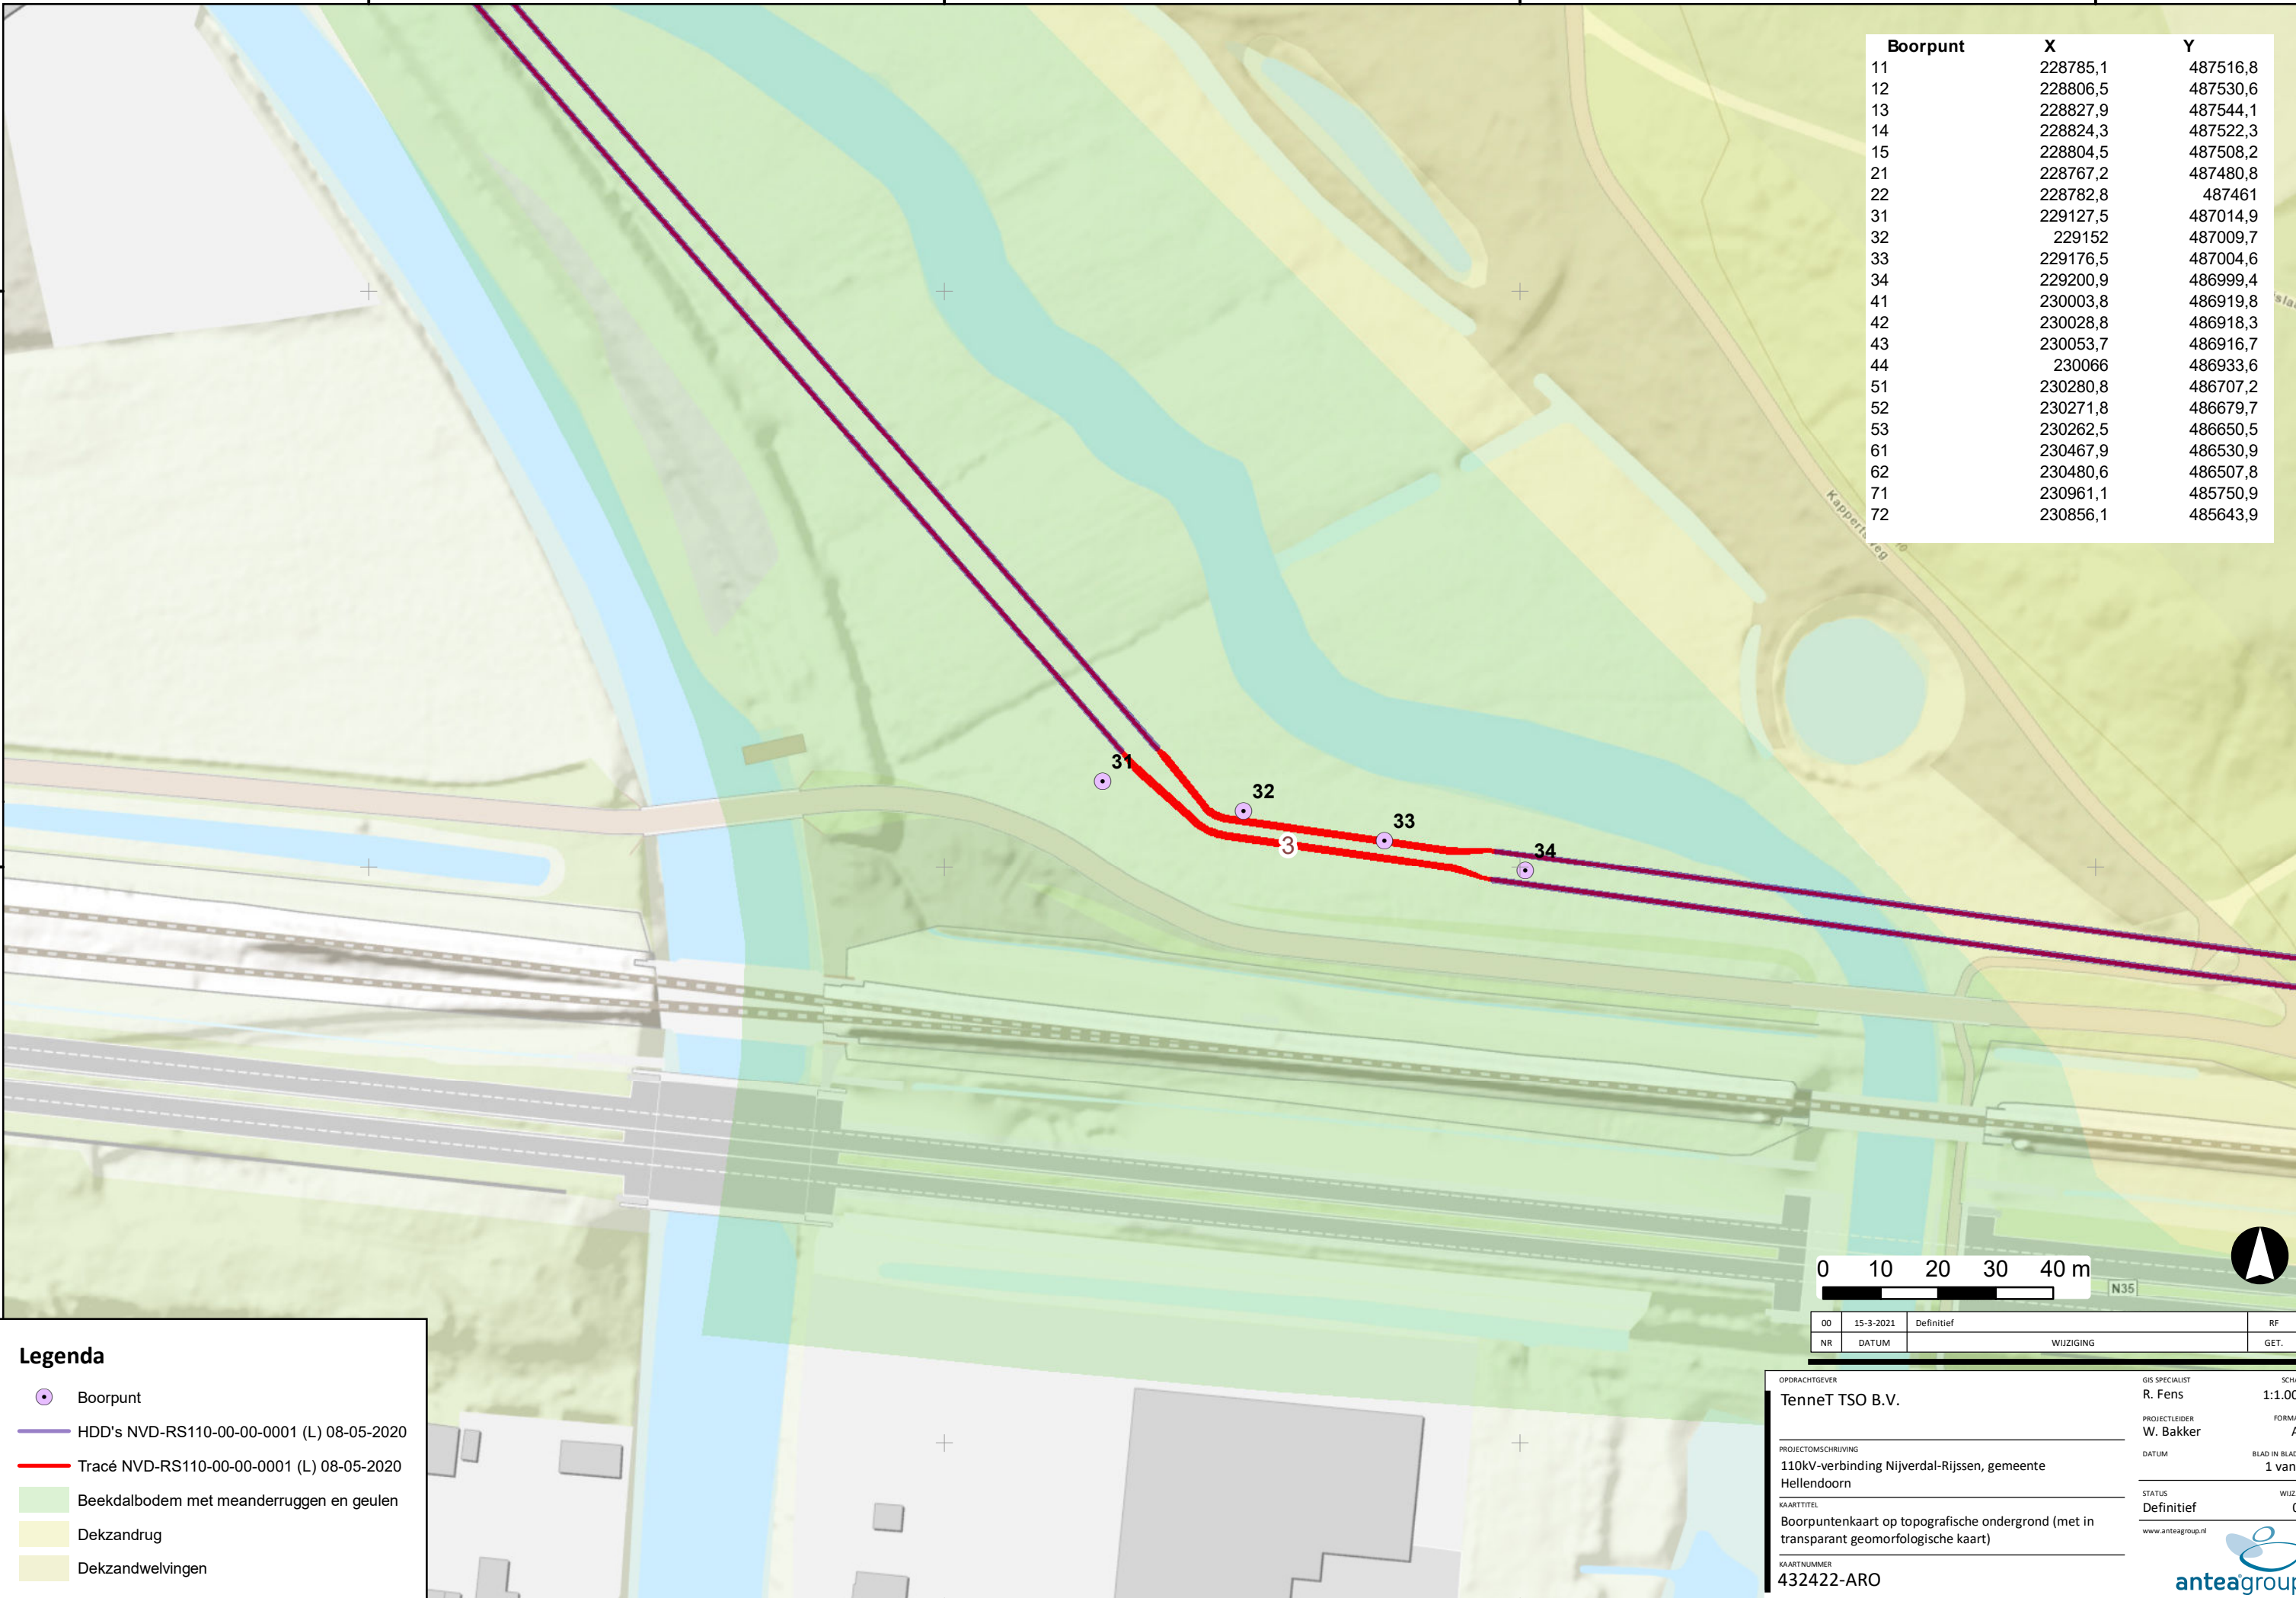 Boorpunt X Y
11 228785,1 487516,8
12 228806,5 487530,6
13 228827,9 487544,1
14 228824,3 487522,3
15 228804,5 487508,2
21 228767,2 487480,8
22 228782,8 487461
31 229127,5 487014,9
32 229152 487009,7
33 229176,5 487004,6
34 229200,9 486999,4
41 230003,8 486919,8
42 230028,8 486918,3
43 230053,7 486916,7
44 230066 486933,6
51 230280,8 486707,2
52 230271,8 486679,7
53 230262,5 486650,5
61 230467,9 486530,9
62 230480,6 486507,8
71 230961,1 485750,9
72 230856,1 485643,9
31
32
33
3
34
0 10 20 30 40 m
N35
00 15-3-2021 Definitief RF
NR DATUM WIJZIGING GET.
Legenda
Boorpunt
HDD's NVD-RS110-00-00-0001 (L) 08-05-2020
Tracé NVD-RS110-00-00-0001 (L) 08-05-2020
Beekdalbodem met meanderruggen en geulen
Dekzandrug
Dekzandwelvingen
OPDRACHTGEVER
TenneT TSO B.V.
PROJECTOMSCHRIJVING
110kV-verbinding Nijverdal-Rijssen, gemeente
Hellendoorn
KAARTTITEL
Boorpuntenkaart op topografische ondergrond (met in
transparant geomorfologische kaart)
KAARTNUMMER
432422-ARO
GIS SPECIALIST
R. Fens
PROJECTLEIDER
W. Bakker
DATUM
BLAD IN BLAD
1 van
STATUS
Definitief
www.anteagroup.nl
anteagroup